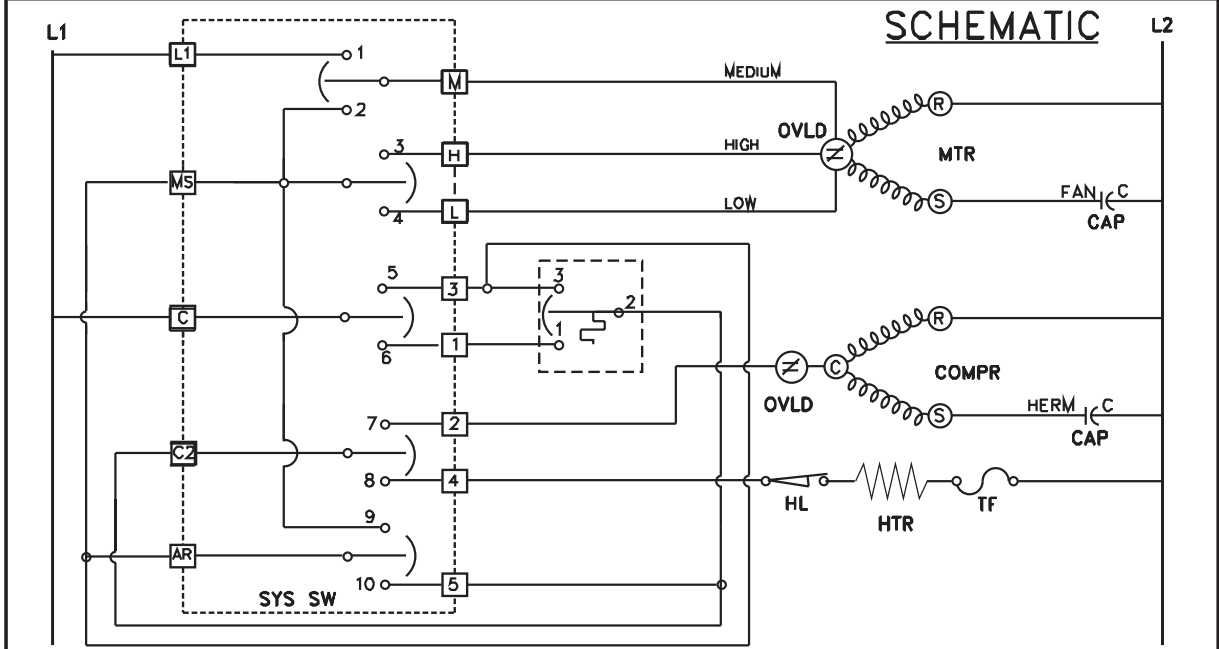 SCHEMATIC
L1
L2
L1
1
M
MEDIUM
2
R
OVLD
3
H
HIGH
MTR
MS
4
L
LOW
S
FAN
C
CAP
5
3
3
2
C
1
R
6
1
C
COMPR
OVLD
7
2
HERM
C
S
CAP
C2
8
4
HL
HTR
TF
9
AR
10
5
SYS SW